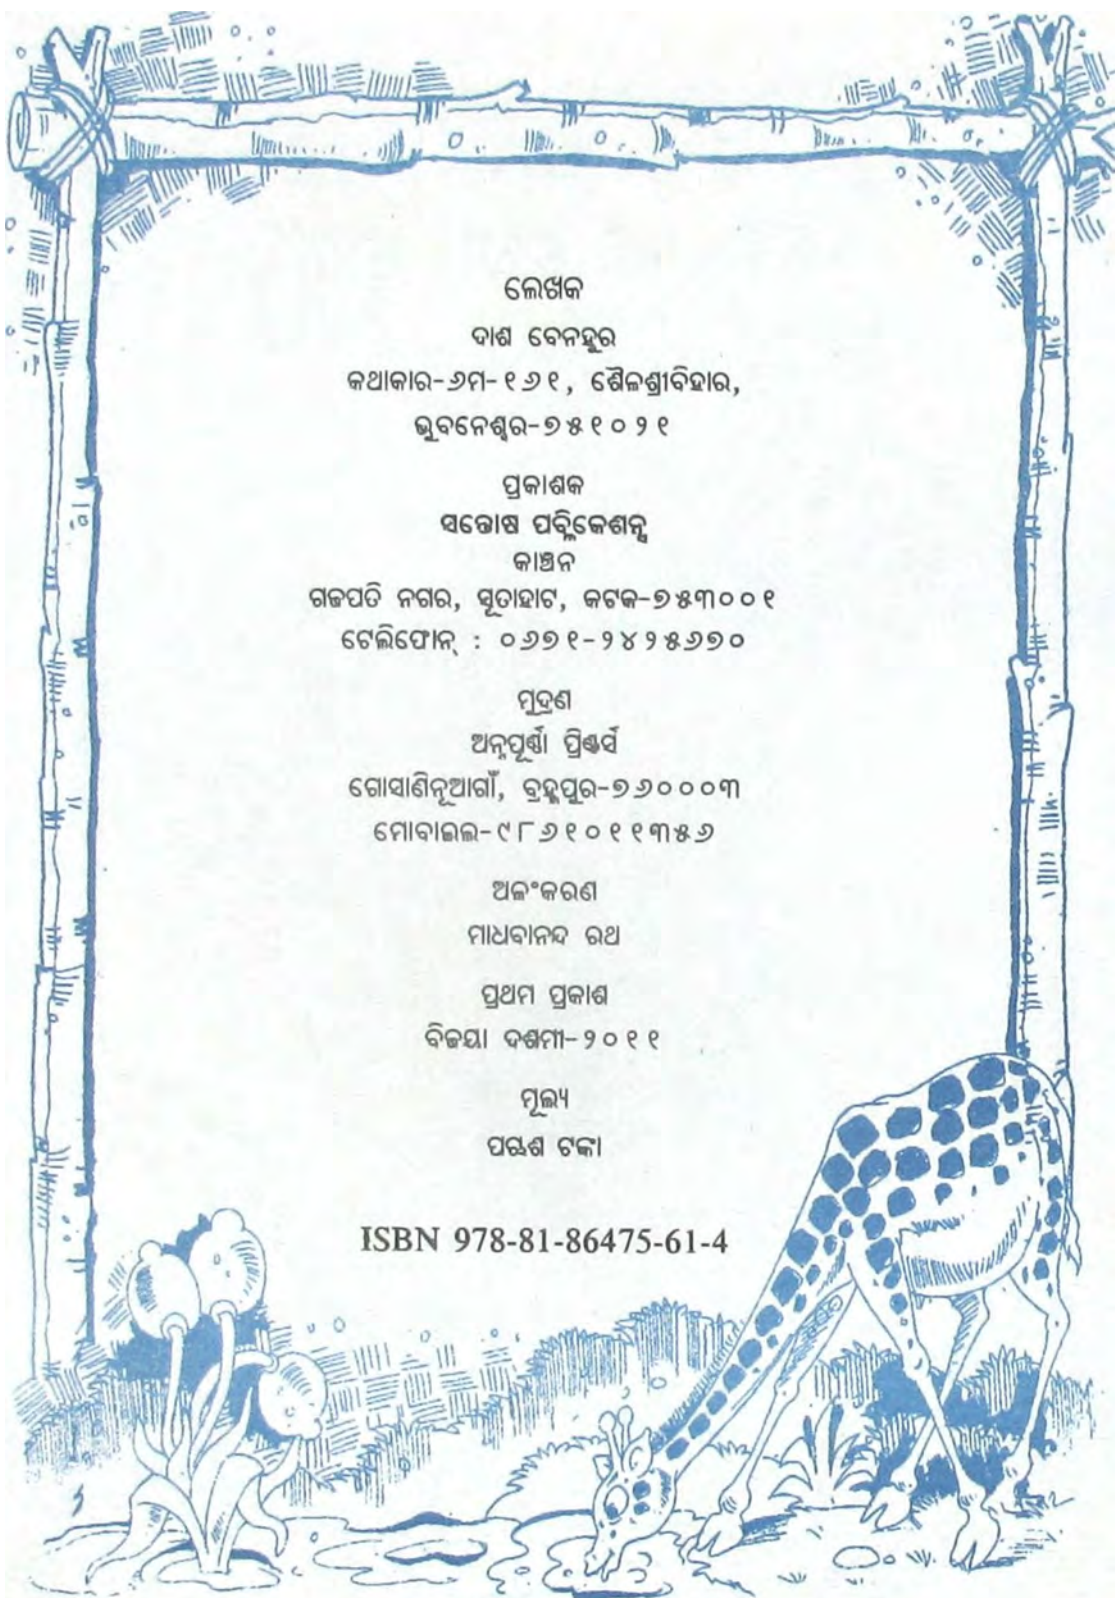 ଲେଖକ
ଦାଶ ବେନହୁର
କଥାକାର-୬ମ-୧୬୧, ଶୈଳଶ୍ରୀବିହାର,
ଭୁବନେଶ୍ୱର-୭୫୧୦୨୧
ପ୍ରକାଶକ
ସନ୍ତୋଷ ପବ୍ଲିକେଶନ୍ସ
କାଞ୍ଚନ
ଗଜପତି ନଗର, ସୂତାହାଟ, କଟକ-୭୫୩୦୦୧
ଟେଲିଫୋନ୍ : ୦୬୭୧-୨୪୨୫୬୭୦
ମୁଦ୍ରଣ
ଅନ୍ନପୂର୍ଣ୍ଣା ପ୍ରିଣ୍ଟର୍ସ
ଗୋସାଣିନୂଆଗାଁ, ବ୍ରହ୍ମପୁର-୭୬୦୦୦୩
ମୋବାଇଲ-୯୮୬୧୦୧୧୩୫୬
ଅଳଂକରଣ
ମାଧବାନନ୍ଦ ରଥ
ପ୍ରଥମ ପ୍ରକାଶ
ବିଜୟା ଦଶମୀ-୨୦୧୧
ମୂଲ୍ୟ
ପଚାଶ ଟଙ୍କା
ISBN 978-81-86475-61-4